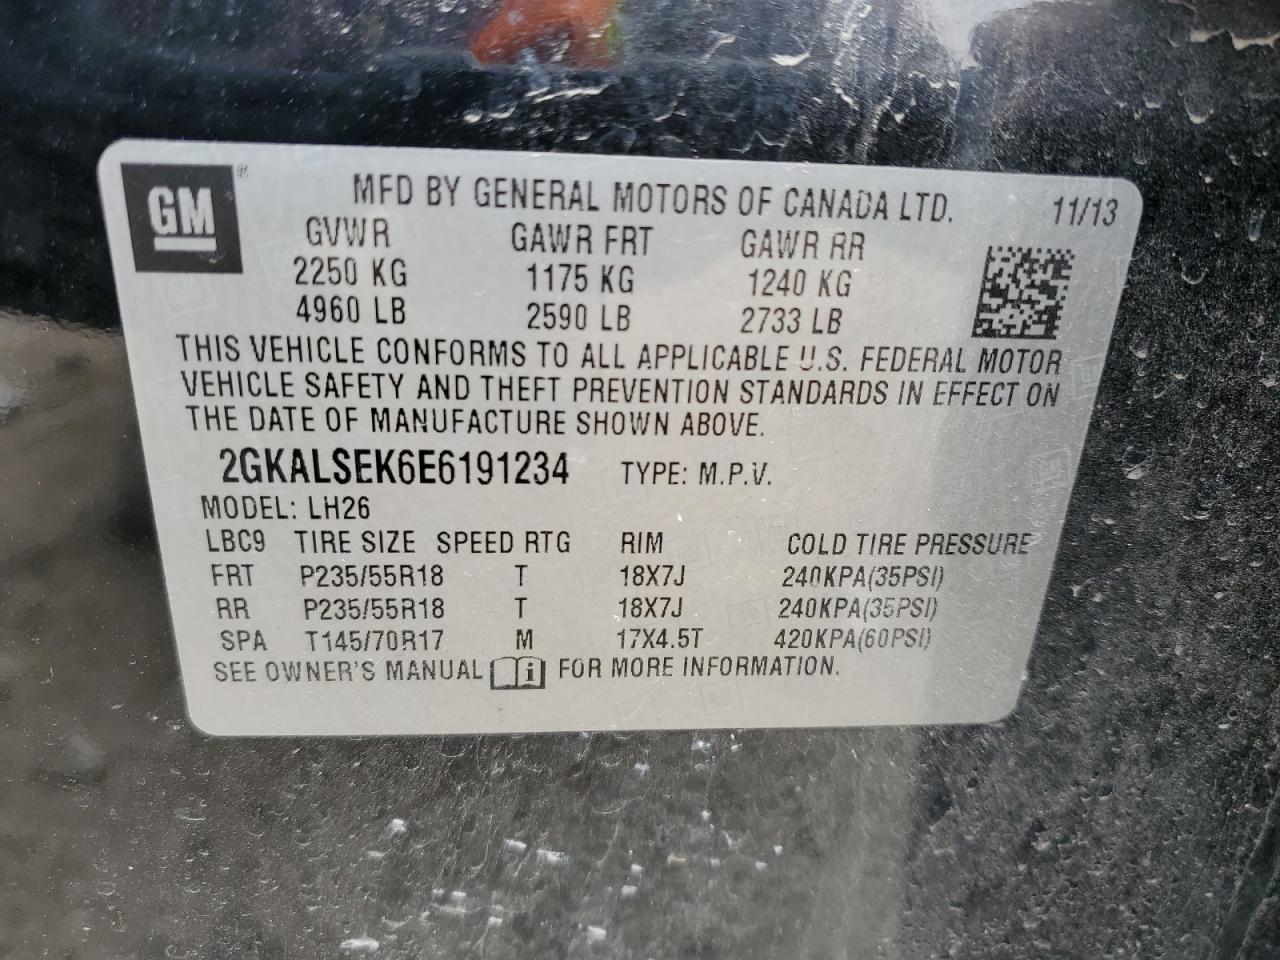 GM ® MFD BY GENERAL MOTORS OF CANADA LTD. 11/13
GVWR GAWR FRT GAWR RR
2250 KG 1175 KG 1240 KG
4960 LB 2590 LB 2733 LB
THIS VEHICLE CONFORMS TO ALL APPLICABLE U.S. FEDERAL MOTOR
VEHICLE SAFETY AND THEFT PREVENTION STANDARDS IN EFFECT ON
THE DATE OF MANUFACTURE SHOWN ABOVE.
2GKALSEK6E6191234 TYPE: M.P.V.
MODEL: LH26
LBC9 TIRE SIZE SPEED RTG RIM COLD TIRE PRESSURE
FRT P235/55R18 T 18X7J 240KPA(35PSI)
RR P235/55R18 T 18X7J 240KPA(35PSI)
SPA T145/70R17 M 17X4.5T 420KPA(60PSI)
SEE OWNER'S MANUAL i FOR MORE INFORMATION.